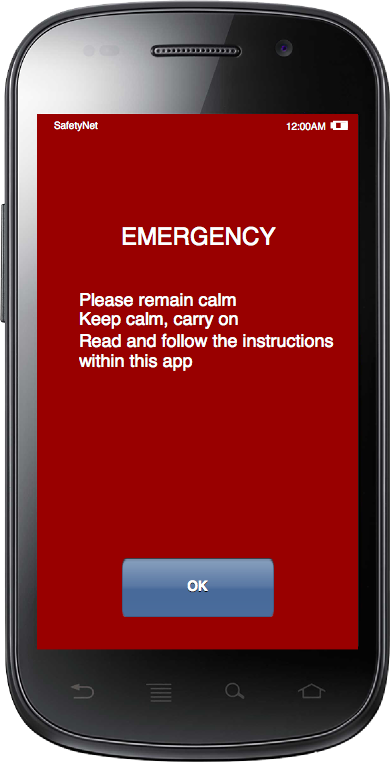 SafetyNet 12:00AM
EMERGENCY
Please remain calm
Keep calm, carry on
Read and follow the instructions
within this app
OK